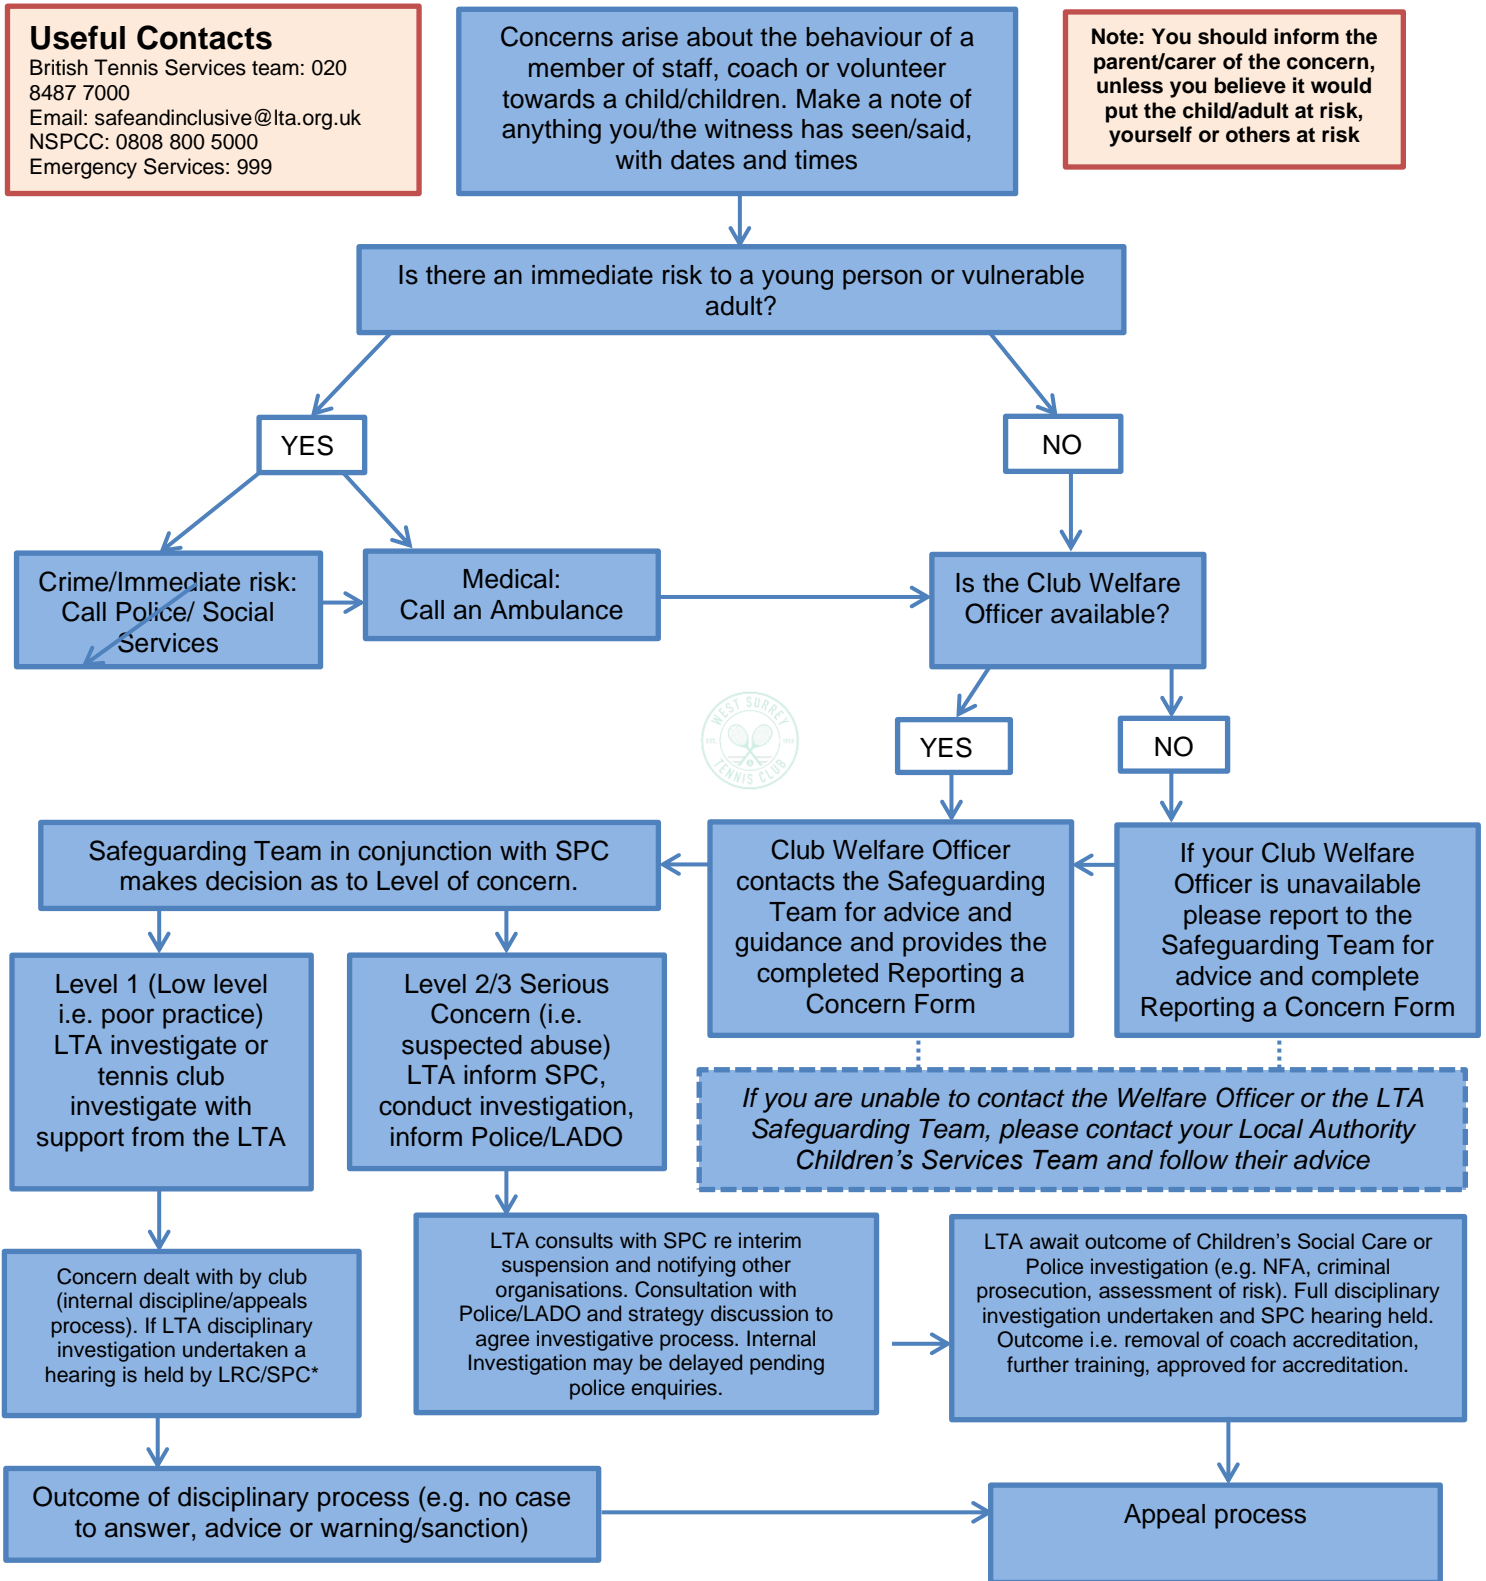 Useful Contacts
British Tennis Services team: 020
8487 7000
Email: safeandinclusive@lta.org.uk
NSPCC: 0808 800 5000
Emergency Services: 999
Concerns arise about the behaviour of a
member of staff, coach or volunteer
towards a child/children. Make a note of
anything you/the witness has seen/said,
with dates and times
Note: You should inform the
parent/carer of the concern,
unless you believe it would
put the child/adult at risk,
yourself or others at risk
Is there an immediate risk to a young person or vulnerable
adult?
YES
NO
Crime/Immediate risk:
Call Police/ Social
Services
Medical:
Call an Ambulance
Is the Club Welfare
Officer available?
WEST SURREY
TENNIS CLUB
YES
NO
Safeguarding Team in conjunction with SPC
makes decision as to Level of concern.
Club Welfare Officer
contacts the Safeguarding
Team for advice and
guidance and provides the
completed Reporting a
Concern Form
If your Club Welfare
Officer is unavailable
please report to the
Safeguarding Team for
advice and complete
Reporting a Concern Form
Level 1 (Low level
i.e. poor practice)
LTA investigate or
tennis club
investigate with
support from the LTA
Level 2/3 Serious
Concern (i.e.
suspected abuse)
LTA inform SPC,
conduct investigation,
inform Police/LADO
If you are unable to contact the Welfare Officer or the LTA
Safeguarding Team, please contact your Local Authority
Children's Services Team and follow their advice
Concern dealt with by club
(internal discipline/appeals
process). If LTA disciplinary
investigation undertaken a
hearing is held by LRC/SPC*
LTA consults with SPC re interim
suspension and notifying other
organisations. Consultation with
Police/LADO and strategy discussion to
agree investigative process. Internal
Investigation may be delayed pending
police enquiries.
LTA await outcome of Children's Social Care or
Police investigation (e.g. NFA, criminal
prosecution, assessment of risk). Full disciplinary
investigation undertaken and SPC hearing held.
Outcome i.e. removal of coach accreditation,
further training, approved for accreditation.
Outcome of disciplinary process (e.g. no case
to answer, advice or warning/sanction)
Appeal process